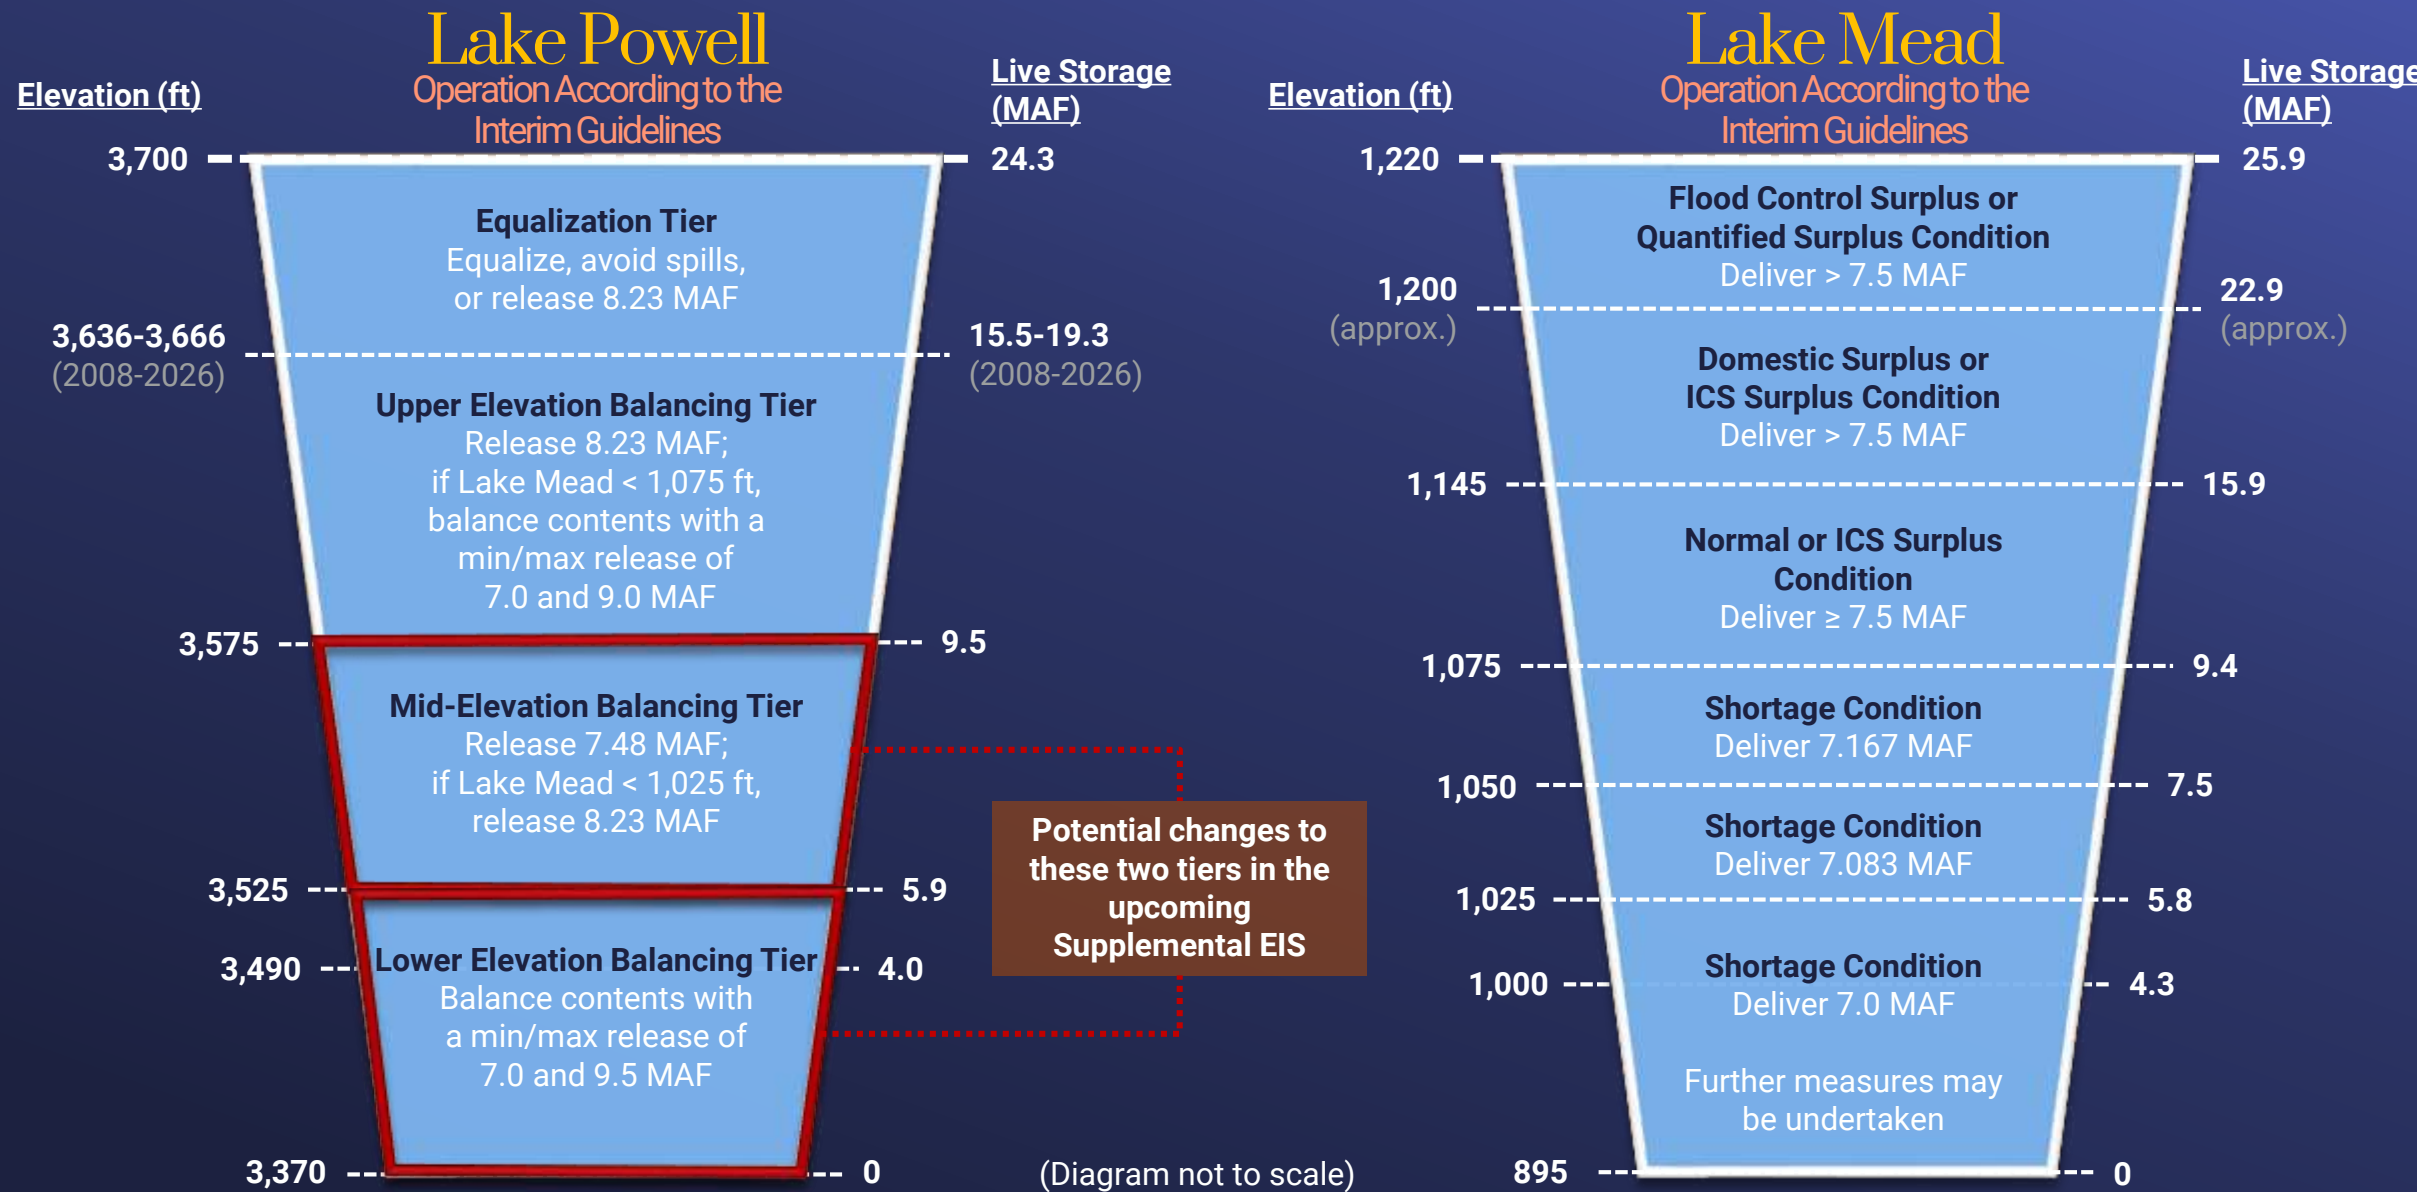 Lake Powell
Operation According to the
Interim Guidelines
Elevation (ft)
Live Storage
(MAF)
3,700
24.3
Equalization Tier
Equalize, avoid spills,
or release 8.23 MAF
3,636-3,666
(2008-2026)
15.5-19.3
(2008-2026)
Upper Elevation Balancing Tier
Release 8.23 MAF;
if Lake Mead < 1,075 ft,
balance contents with a
min/max release of
7.0 and 9.0 MAF
3,575
9.5
Mid-Elevation Balancing Tier
Release 7.48 MAF;
if Lake Mead < 1,025 ft,
release 8.23 MAF
3,525
5.9
3,490
4.0
Lower Elevation Balancing Tier
Balance contents with
a min/max release of
7.0 and 9.5 MAF
3,370
0
Potential changes to
these two tiers in the
upcoming
Supplemental EIS
(Diagram not to scale)
Lake Mead
Operation According to the
Interim Guidelines
Elevation (ft)
Live Storage
(MAF)
1,220
25.9
Flood Control Surplus or
Quantified Surplus Condition
Deliver > 7.5 MAF
1,200
(approx.)
22.9
(approx.)
Domestic Surplus or
ICS Surplus Condition
Deliver > 7.5 MAF
1,145
15.9
Normal or ICS Surplus
Condition
Deliver ≥ 7.5 MAF
1,075
9.4
Shortage Condition
Deliver 7.167 MAF
1,050
7.5
Shortage Condition
Deliver 7.083 MAF
1,025
5.8
Shortage Condition
Deliver 7.0 MAF
1,000
4.3
Further measures may
be undertaken
895
0